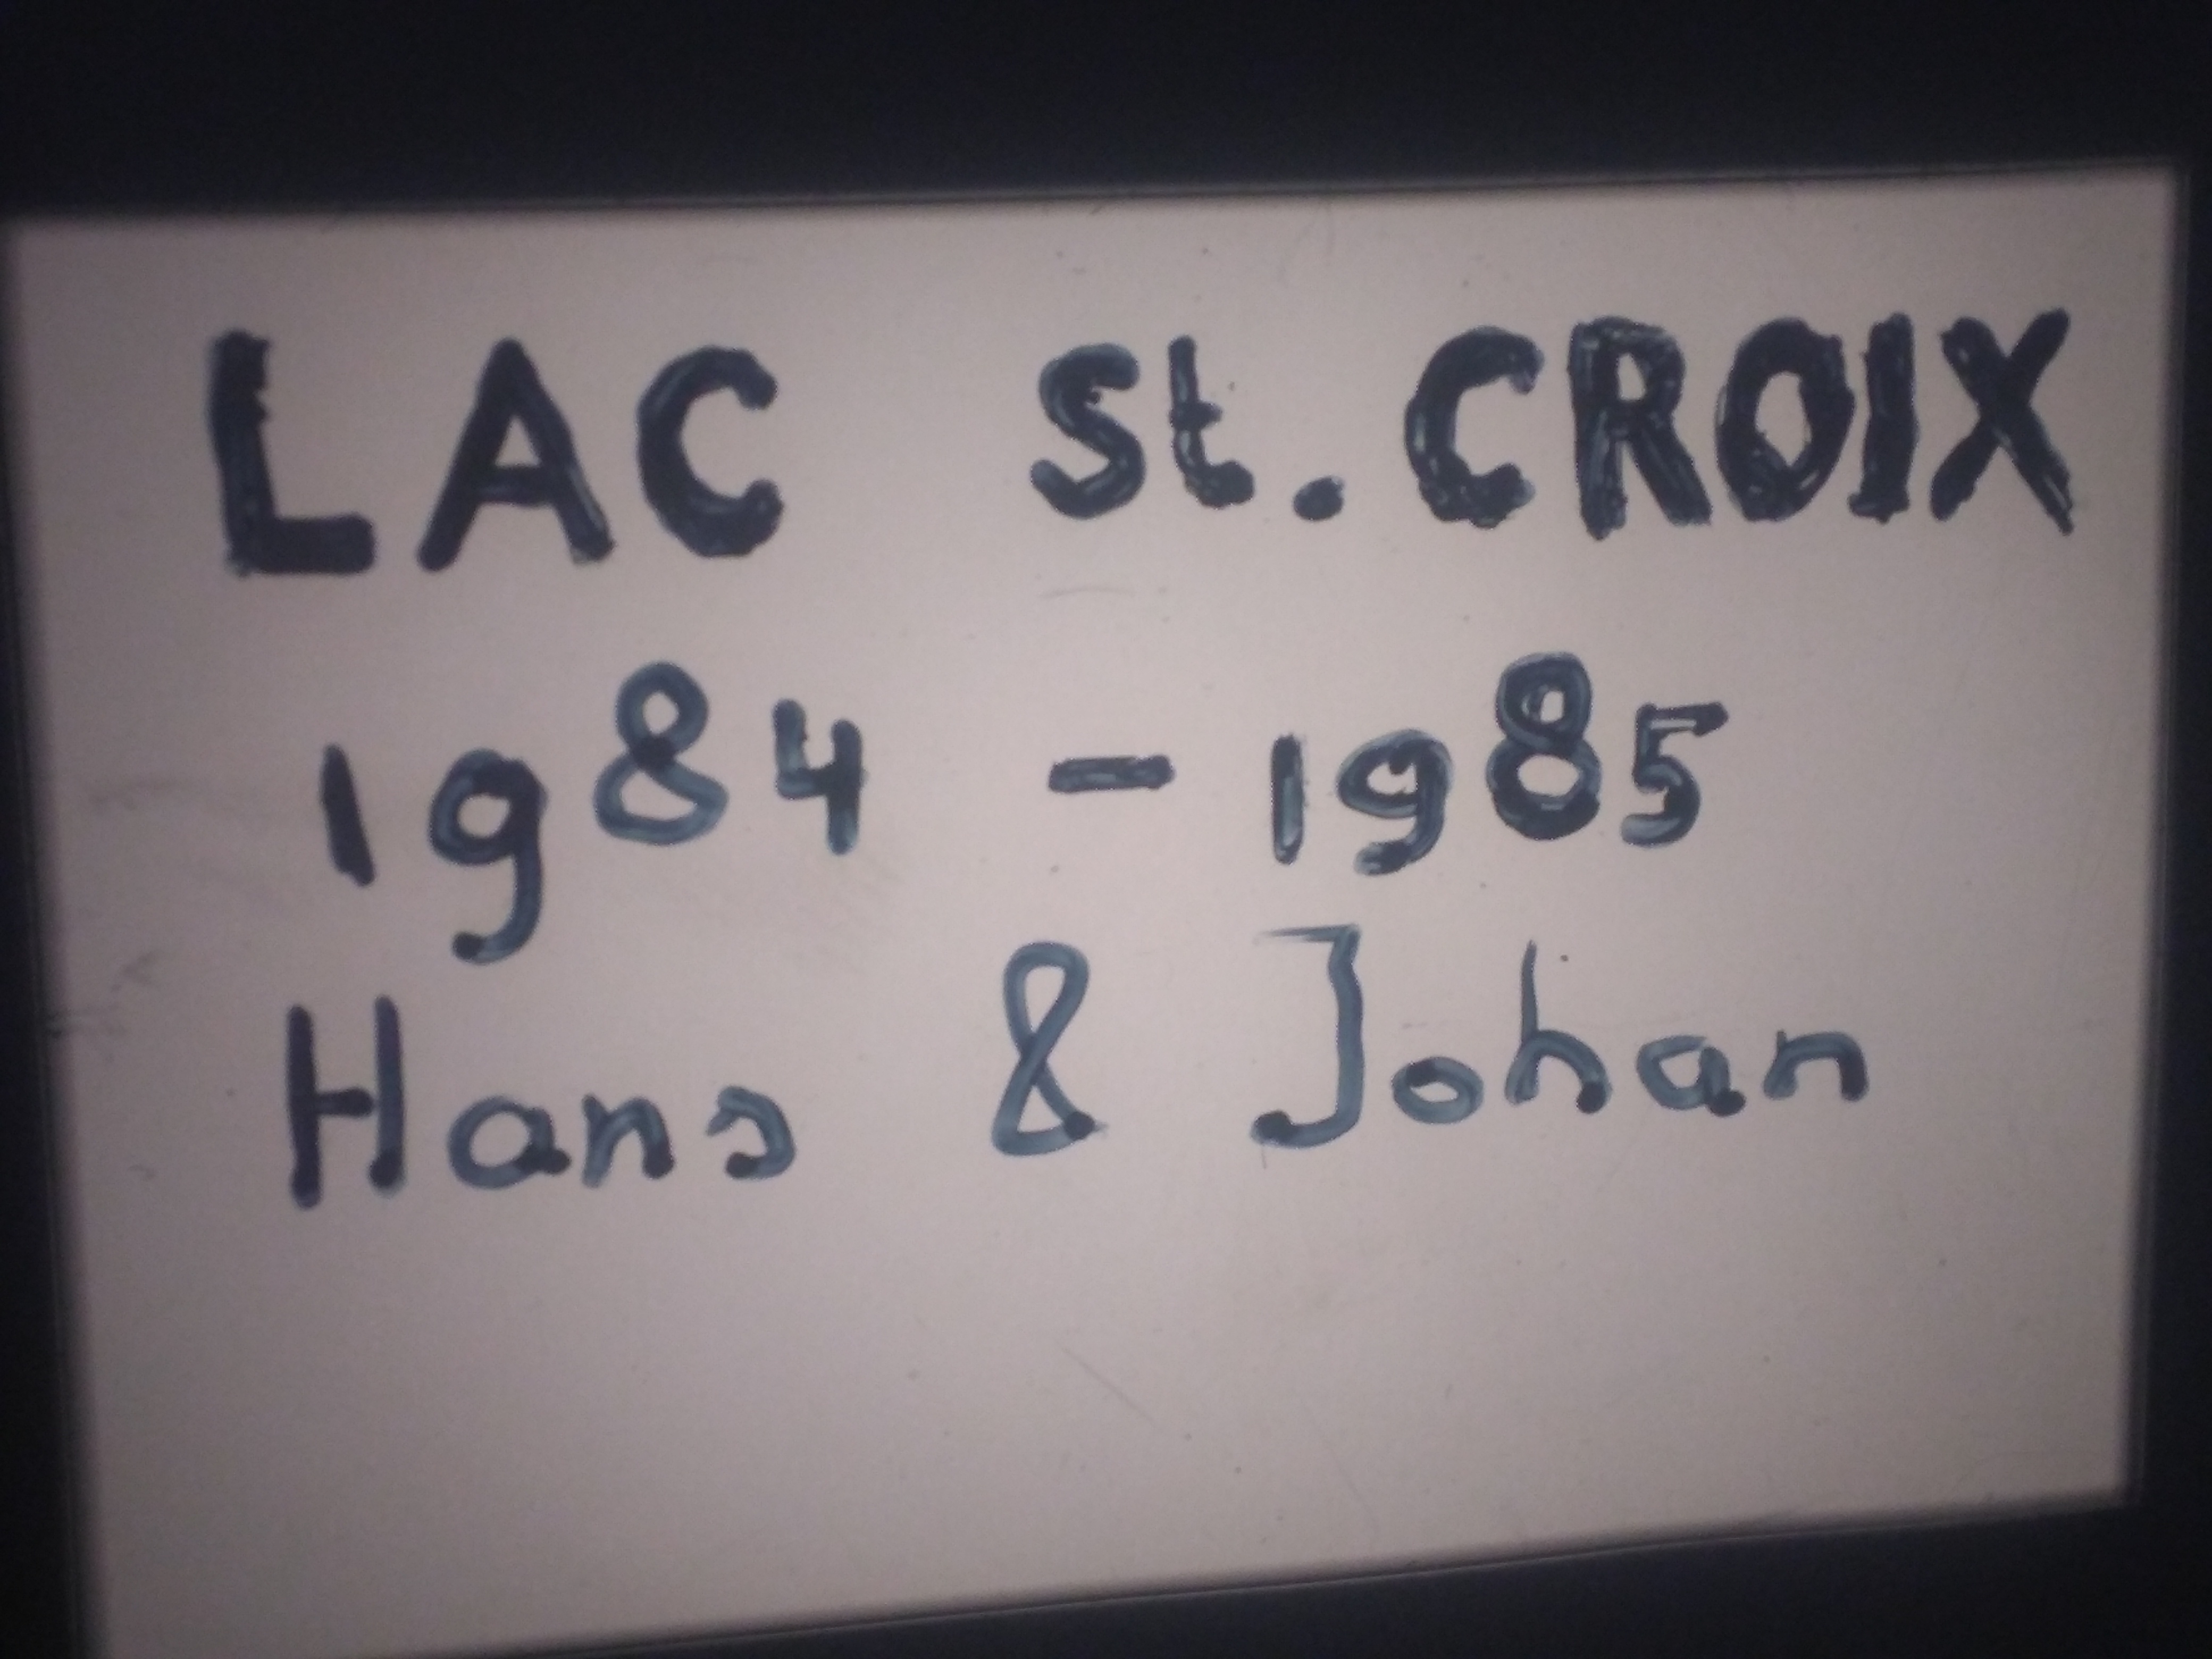 LAC St. CROIX
1984 - 1985
Hans & Johan